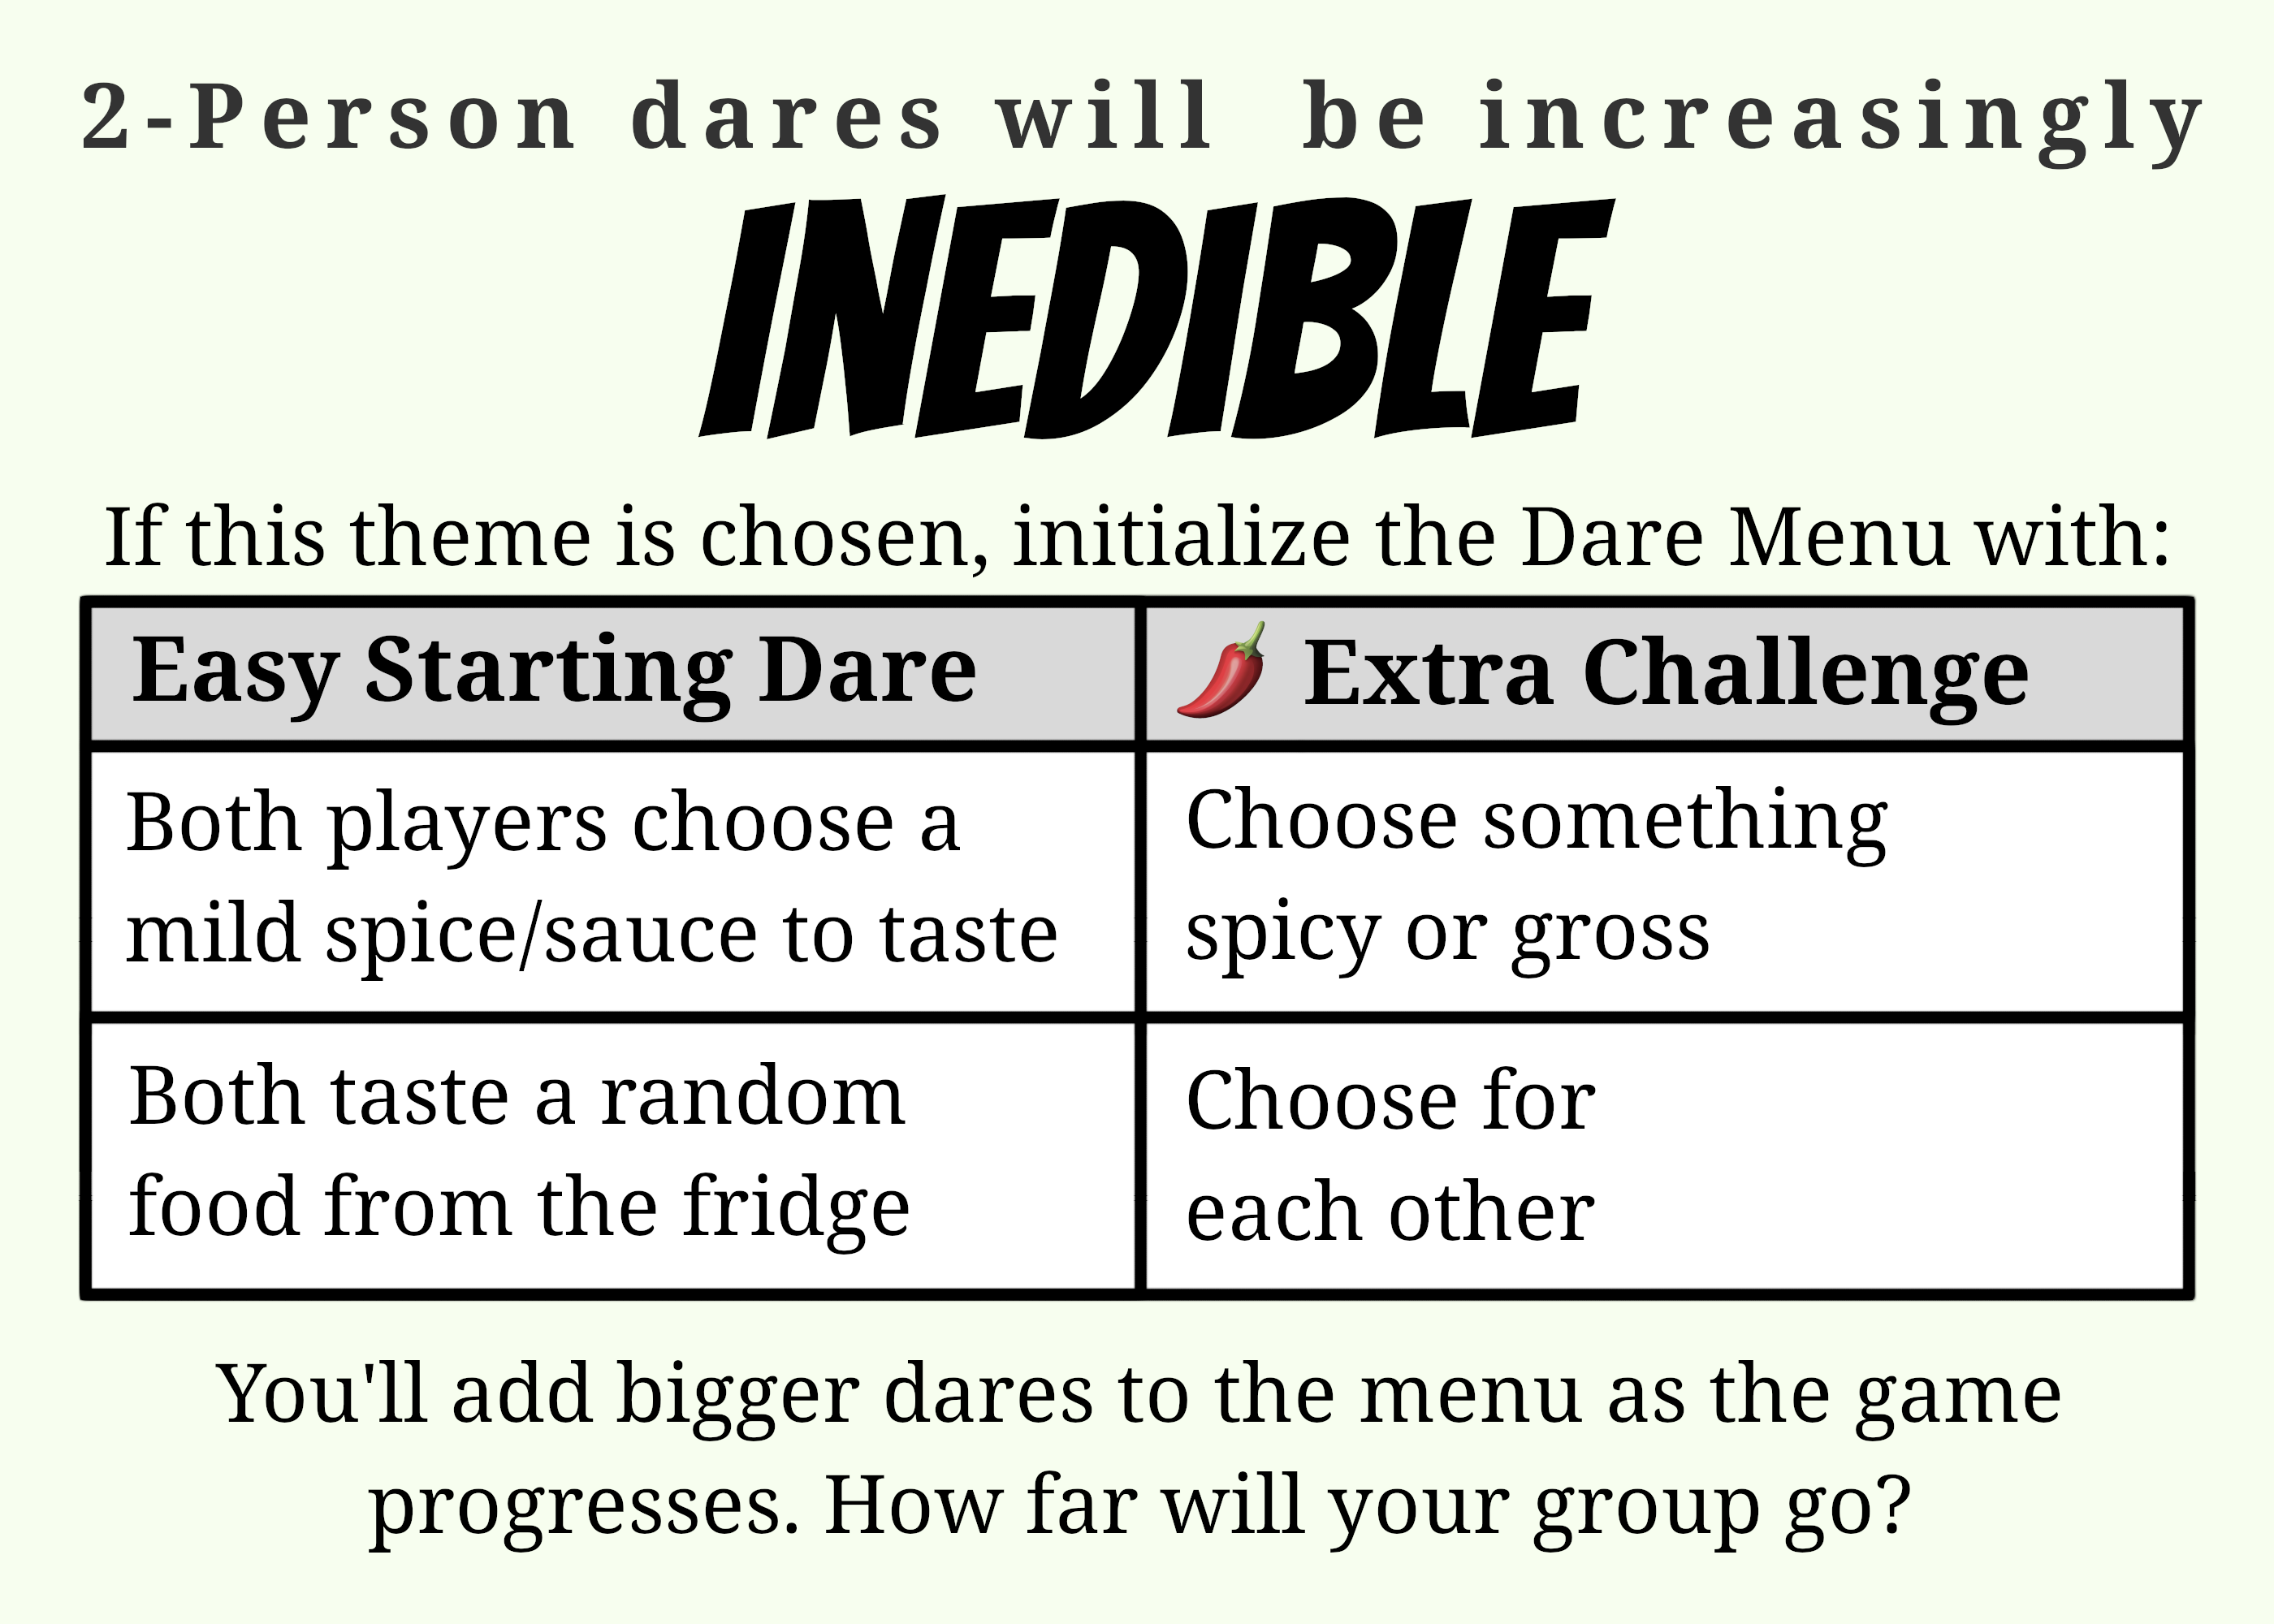 2-Person dares will be increasingly
INEDIBLE
If this theme is chosen, initialize the Dare Menu with:
Easy Starting Dare
🌶️ Extra Challenge
Both players choose a
mild spice/sauce to taste
Choose something
spicy or gross
Both taste a random
food from the fridge
Choose for
each other
You'll add bigger dares to the menu as the game
progresses. How far will your group go?